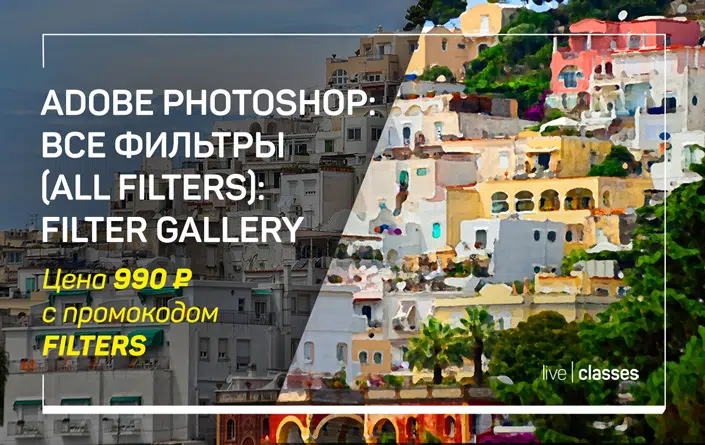 ADOBE PHOTOSHOP:
ВСЕ ФИЛЬТРЫ
(ALL FILTERS):
FILTER GALLERY
Цена 990 ₽
с промокодом
FILTERS
live | classes